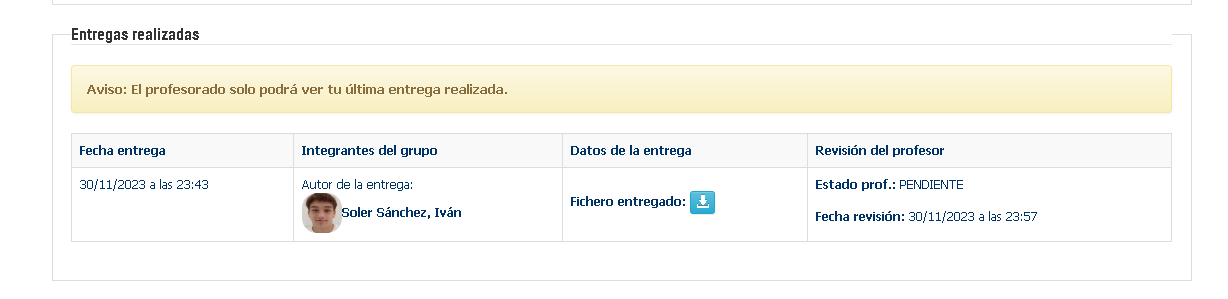 Entregas realizadas
Aviso: El profesorado solo podrá ver tu última entrega realizada.
Fecha entrega
Integrantes del grupo
Datos de la entrega
Revisión del profesor
30/11/2023 a las 23:43
Autor de la entrega:
Soler Sánchez, Iván
Fichero entregado:
Estado prof.: PENDIENTE
Fecha revisión: 30/11/2023 a las 23:57